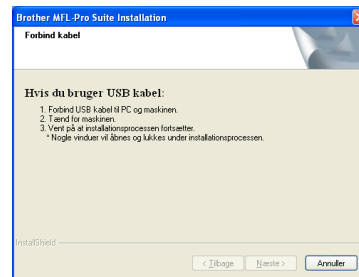 Brother MFL-Pro Suite Installation
Forbind kabel
Hvis du bruger USB kabel:
1. Forbind USB kabel til PC og maskinen.
2. Tænd for maskinen.
3. Vent på at installationsprocessen fortsætter.
* Nogle vinduer vil åbnes og lukkes under installationsprocessen.
InstallShield
< Tilbage Næste > Annuller